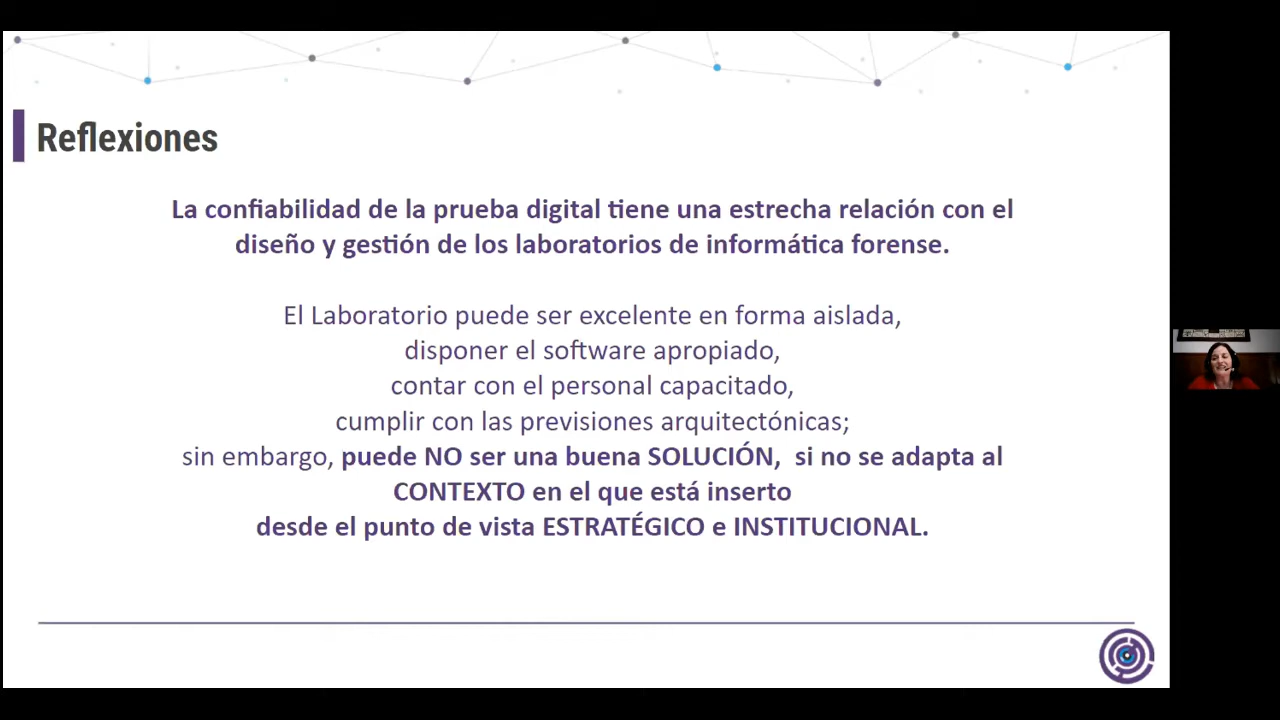 Reflexiones
La confiabilidad de la prueba digital tiene una estrecha relación con el
diseño y gestión de los laboratorios de informática forense.
El Laboratorio puede ser excelente en forma aislada,
disponer el software apropiado,
contar con el personal capacitado,
cumplir con las previsiones arquitectónicas;
sin embargo, puede NO ser una buena SOLUCIÓN, si no se adapta al
CONTEXTO en el que está inserto
desde el punto de vista ESTRATÉGICO e INSTITUCIONAL.